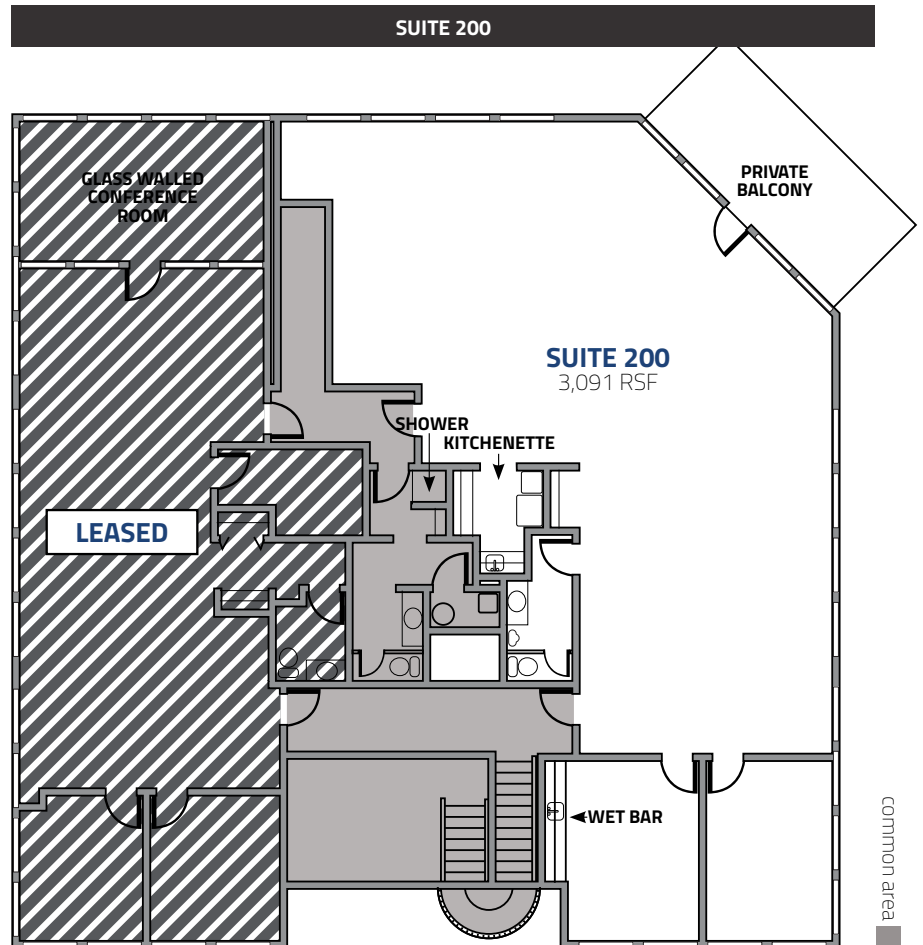 SUITE 200
GLASS WALLED
CONFERENCE
ROOM
PRIVATE
BALCONY
SUITE 200
3,091 RSF
SHOWER
KITCHENETTE
LEASED
WET BAR
common area